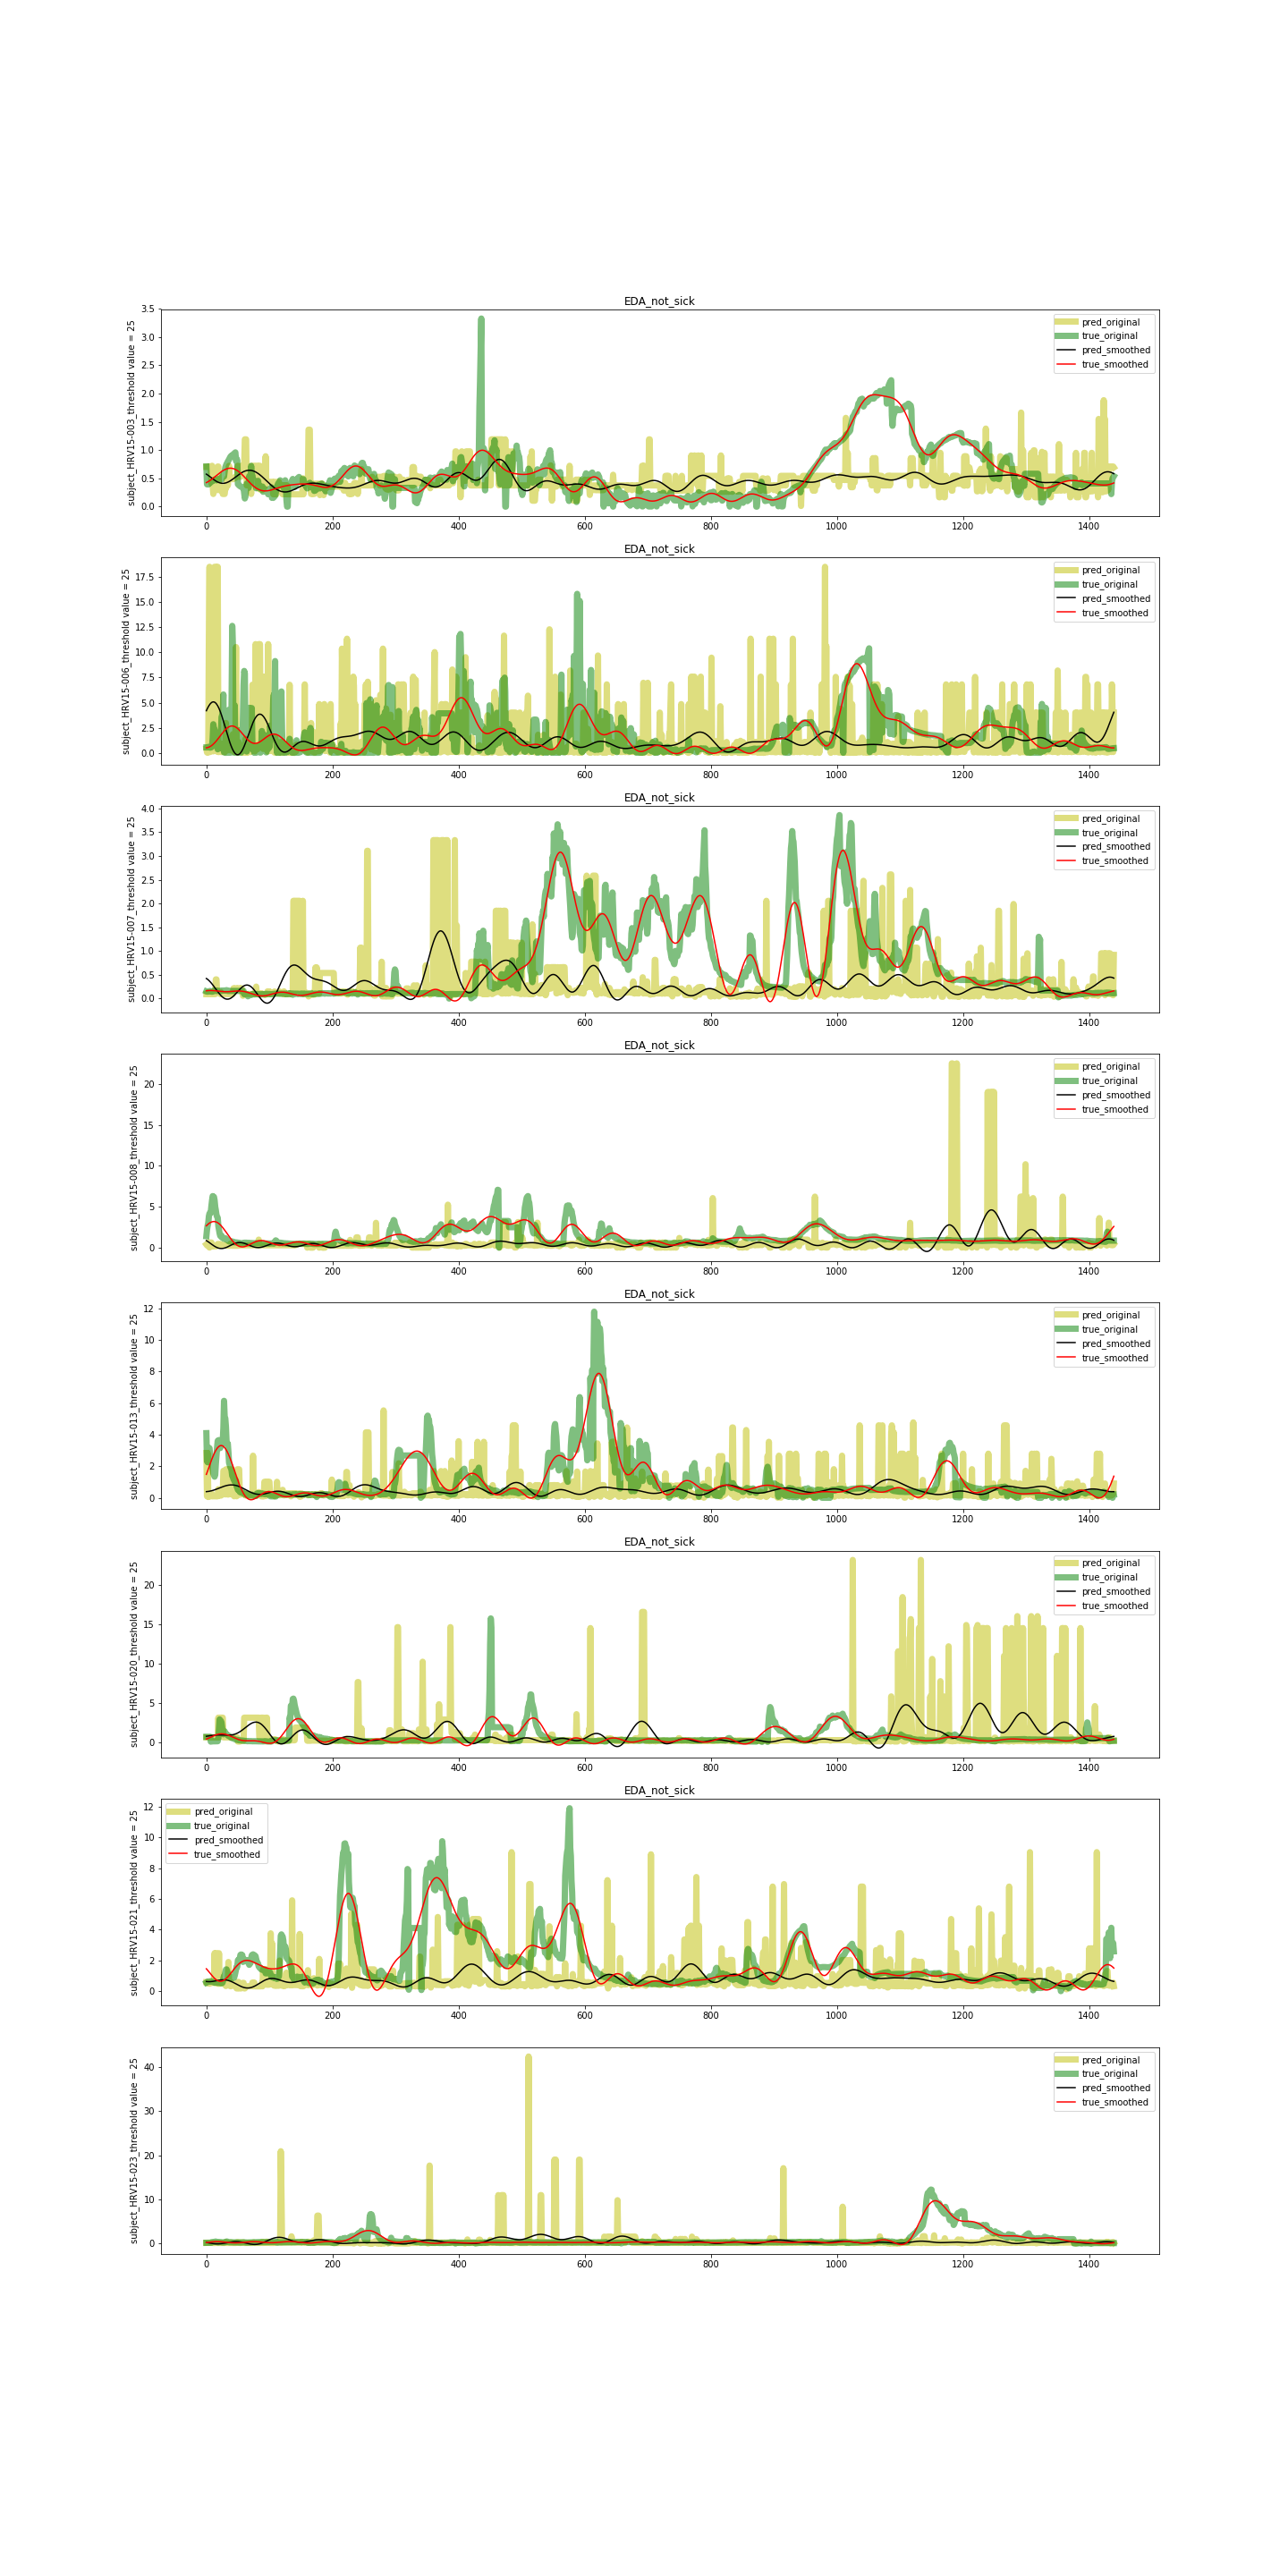 EDA_not_sick
subject_HRV15-003_threshold value = 25
3.5
3.0
2.5
2.0
1.5
1.0
0.5
0.0
pred_original
true_original
pred_smoothed
true_smoothed
0 200 400 600 800 1000 1200 1400
EDA_not_sick
subject_HRV15-006_threshold value = 25
17.5
15.0
12.5
10.0
7.5
5.0
2.5
0.0
pred_original
true_original
pred_smoothed
true_smoothed
0 200 400 600 800 1000 1200 1400
EDA_not_sick
subject_HRV15-007_threshold value = 25
4.0
3.5
3.0
2.5
2.0
1.5
1.0
0.5
0.0
pred_original
true_original
pred_smoothed
true_smoothed
0 200 400 600 800 1000 1200 1400
EDA_not_sick
subject_HRV15-008_threshold value = 25
20
15
10
5
0
pred_original
true_original
pred_smoothed
true_smoothed
0 200 400 600 800 1000 1200 1400
EDA_not_sick
subject_HRV15-013_threshold value = 25
12
10
8
6
4
2
0
pred_original
true_original
pred_smoothed
true_smoothed
0 200 400 600 800 1000 1200 1400
EDA_not_sick
subject_HRV15-020_threshold value = 25
20
15
10
5
0
pred_original
true_original
pred_smoothed
true_smoothed
0 200 400 600 800 1000 1200 1400
EDA_not_sick
subject_HRV15-021_threshold value = 25
12
10
8
6
4
2
0
pred_original
true_original
pred_smoothed
true_smoothed
0 200 400 600 800 1000 1200 1400
subject_HRV15-023_threshold value = 25
40
30
20
10
0
pred_original
true_original
pred_smoothed
true_smoothed
0 200 400 600 800 1000 1200 1400